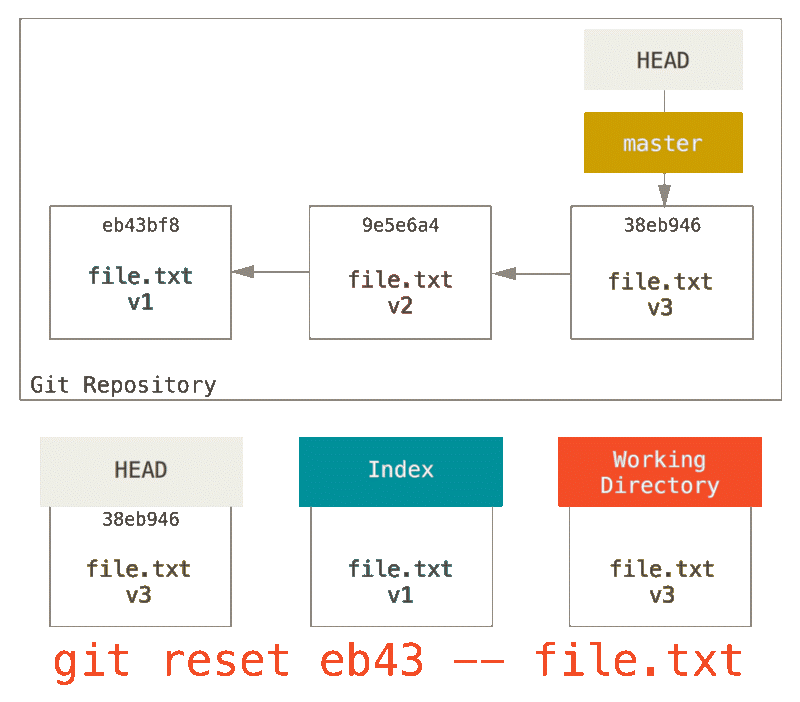 HEAD
master
eb43bf8
file.txt
v1
9e5e6a4
file.txt
v2
38eb946
file.txt
v3
Git Repository
HEAD
38eb946
file.txt
v3
Index
file.txt
v1
Working
Directory
file.txt
v3
git reset eb43 –– file.txt